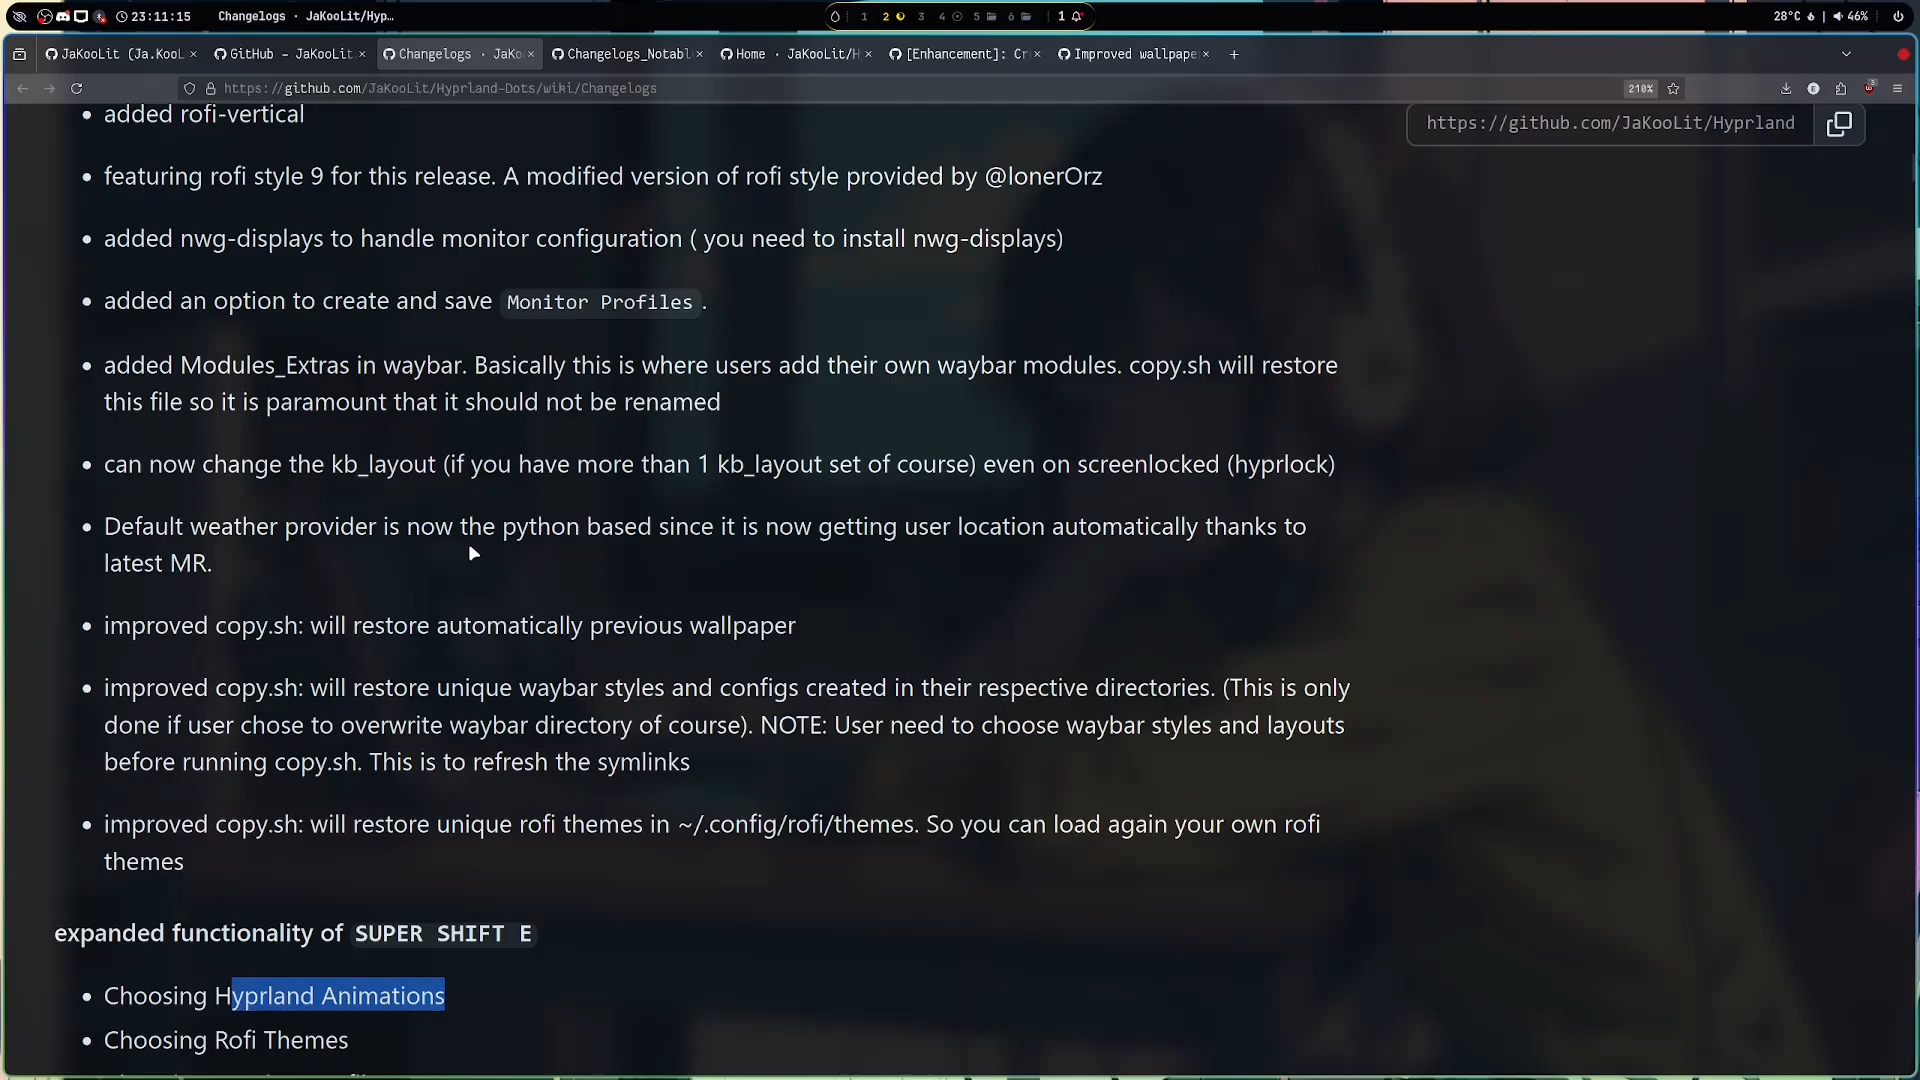 23:11:15 Changelogs · JaKooLit/Hyp… 1 2 3 4 5 6 1 28°C | 46%
JaKooLit (Ja.KooL × GitHub - JaKooLit. × Changelogs · JaKo × Changelogs_Notabl × Home · JaKooLit/H × [Enhancement]: Cr × Improved wallpape × +
https://github.com/JaKooLit/Hyprland-Dots/wiki/Changelogs 210%
https://github.com/JaKooLit/Hyprland
• added rofi-vertical
• featuring rofi style 9 for this release. A modified version of rofi style provided by @lonerOrz
• added nwg-displays to handle monitor configuration ( you need to install nwg-displays)
• added an option to create and save Monitor Profiles.
• added Modules_Extras in waybar. Basically this is where users add their own waybar modules. copy.sh will restore
this file so it is paramount that it should not be renamed
• can now change the kb_layout (if you have more than 1 kb_layout set of course) even on screenlocked (hyprlock)
• Default weather provider is now the python based since it is now getting user location automatically thanks to
latest MR.
• improved copy.sh: will restore automatically previous wallpaper
• improved copy.sh: will restore unique waybar styles and configs created in their respective directories. (This is only
done if user chose to overwrite waybar directory of course). NOTE: User need to choose waybar styles and layouts
before running copy.sh. This is to refresh the symlinks
• improved copy.sh: will restore unique rofi themes in ~/.config/rofi/themes. So you can load again your own rofi
themes
expanded functionality of SUPER SHIFT E
• Choosing Hyprland Animations
• Choosing Rofi Themes